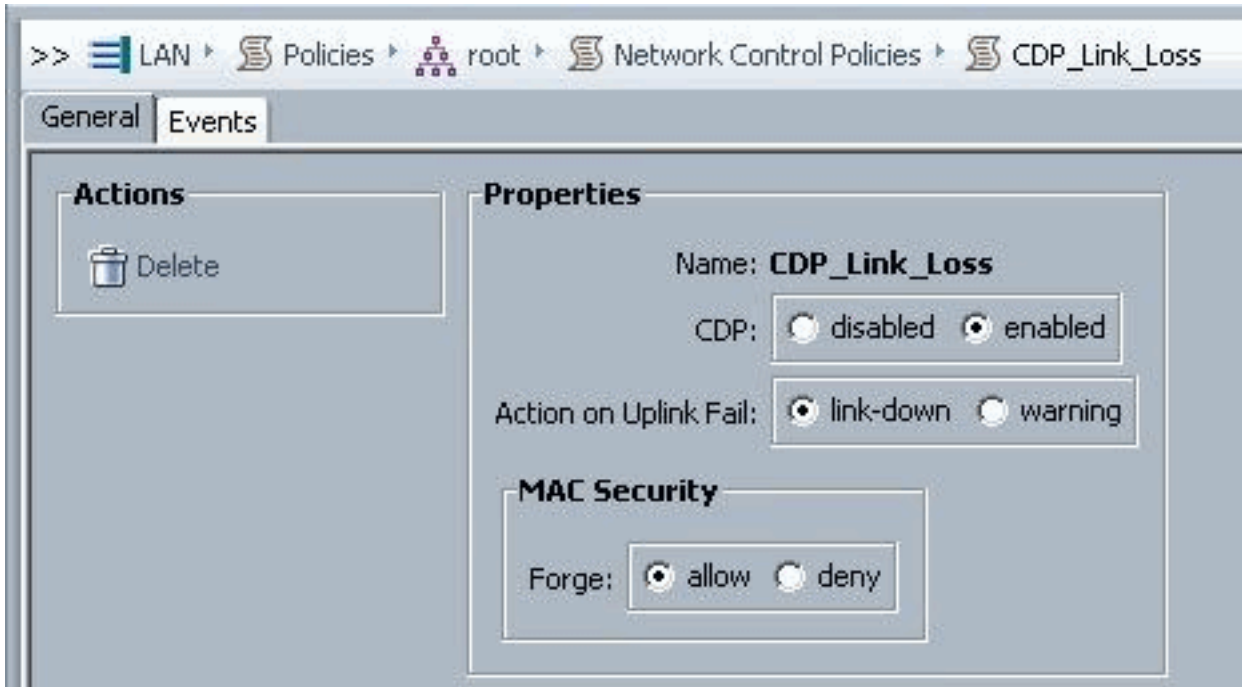 >> LAN Policies root Network Control Policies CDP_Link_Loss
General Events
Actions
Delete
Properties
Name: CDP_Link_Loss
CDP: disabled enabled
Action on Uplink Fail: link-down warning
MAC Security
Forge: allow deny